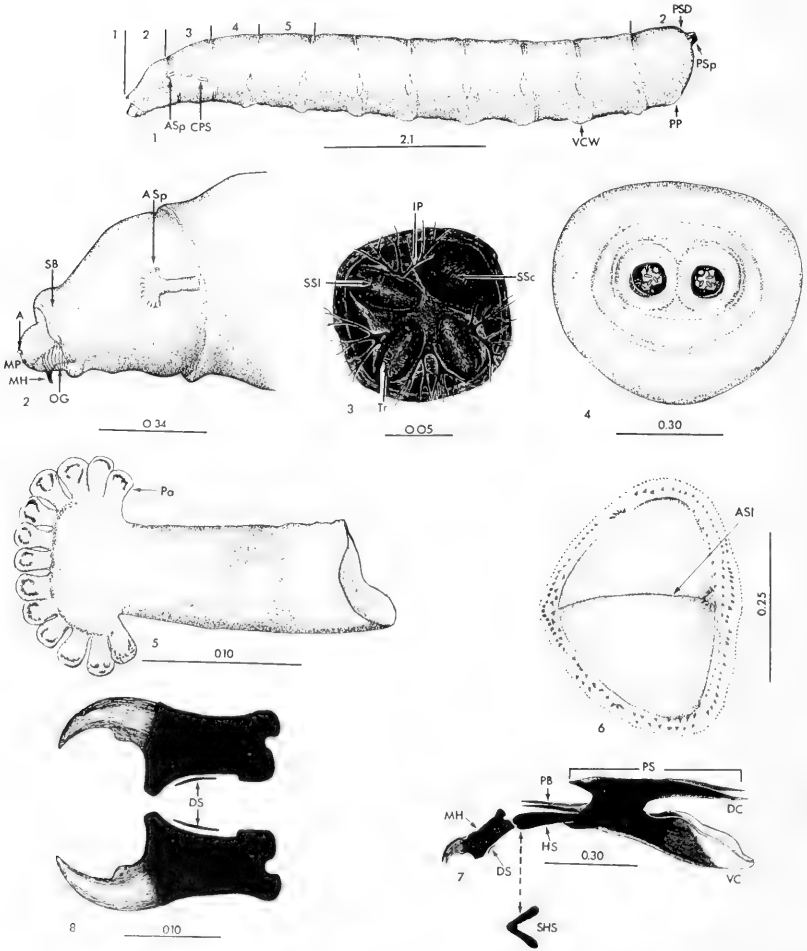 1 2 3 4 5 PSD
PSp
ASp CPS
PP
VCW
1
2.1
ASp
SB
A
MP
MH
OG
2
0.34
IP
SSl
SSc
Tr
3
0.05
4
0.30
Pa
5
0.10
ASl
0.25
6
DS
8
0.10
PS
PB
DC
MH
HS
DS
0.30
VC
7
SHS